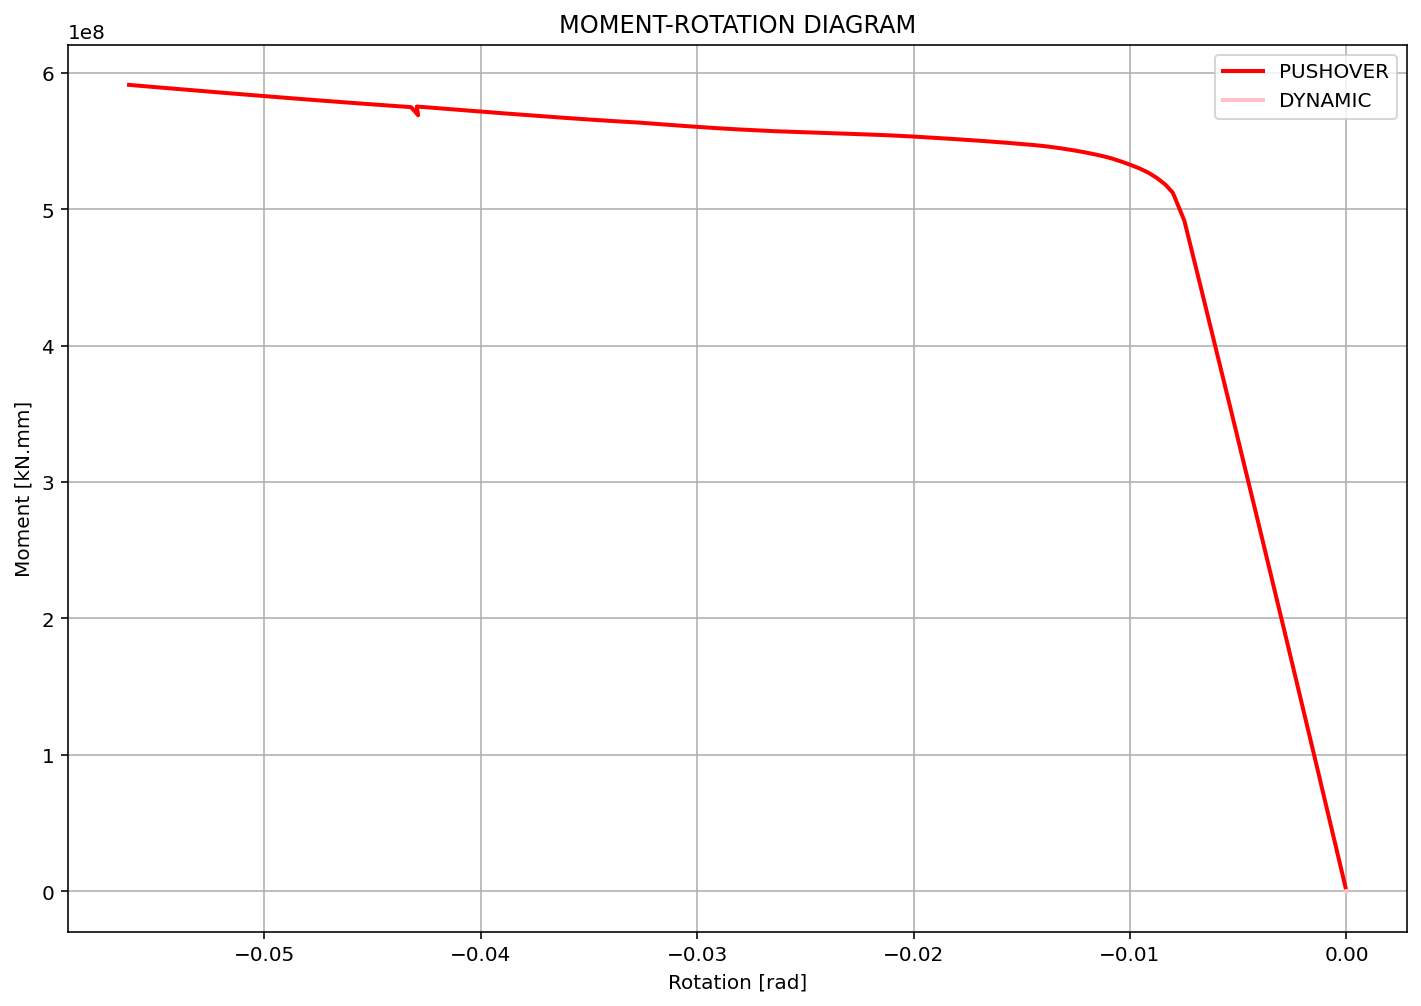 MOMENT-ROTATION DIAGRAM
1e8
PUSHOVER
DYNAMIC
6
5
4
3
2
1
0
Moment [kN.mm]
−0.05
−0.04
−0.03
−0.02
−0.01
0.00
Rotation [rad]